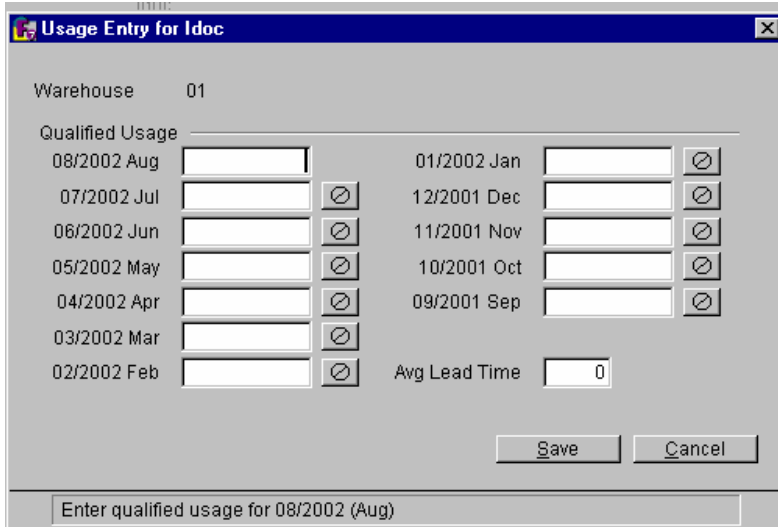 Usage Entry for Idoc
Warehouse 01
Qualified Usage
08/2002 Aug 01/2002 Jan
07/2002 Jul 12/2001 Dec
06/2002 Jun 11/2001 Nov
05/2002 May 10/2001 Oct
04/2002 Apr 09/2001 Sep
03/2002 Mar
02/2002 Feb Avg Lead Time 0
Save Cancel
Enter qualified usage for 08/2002 (Aug)